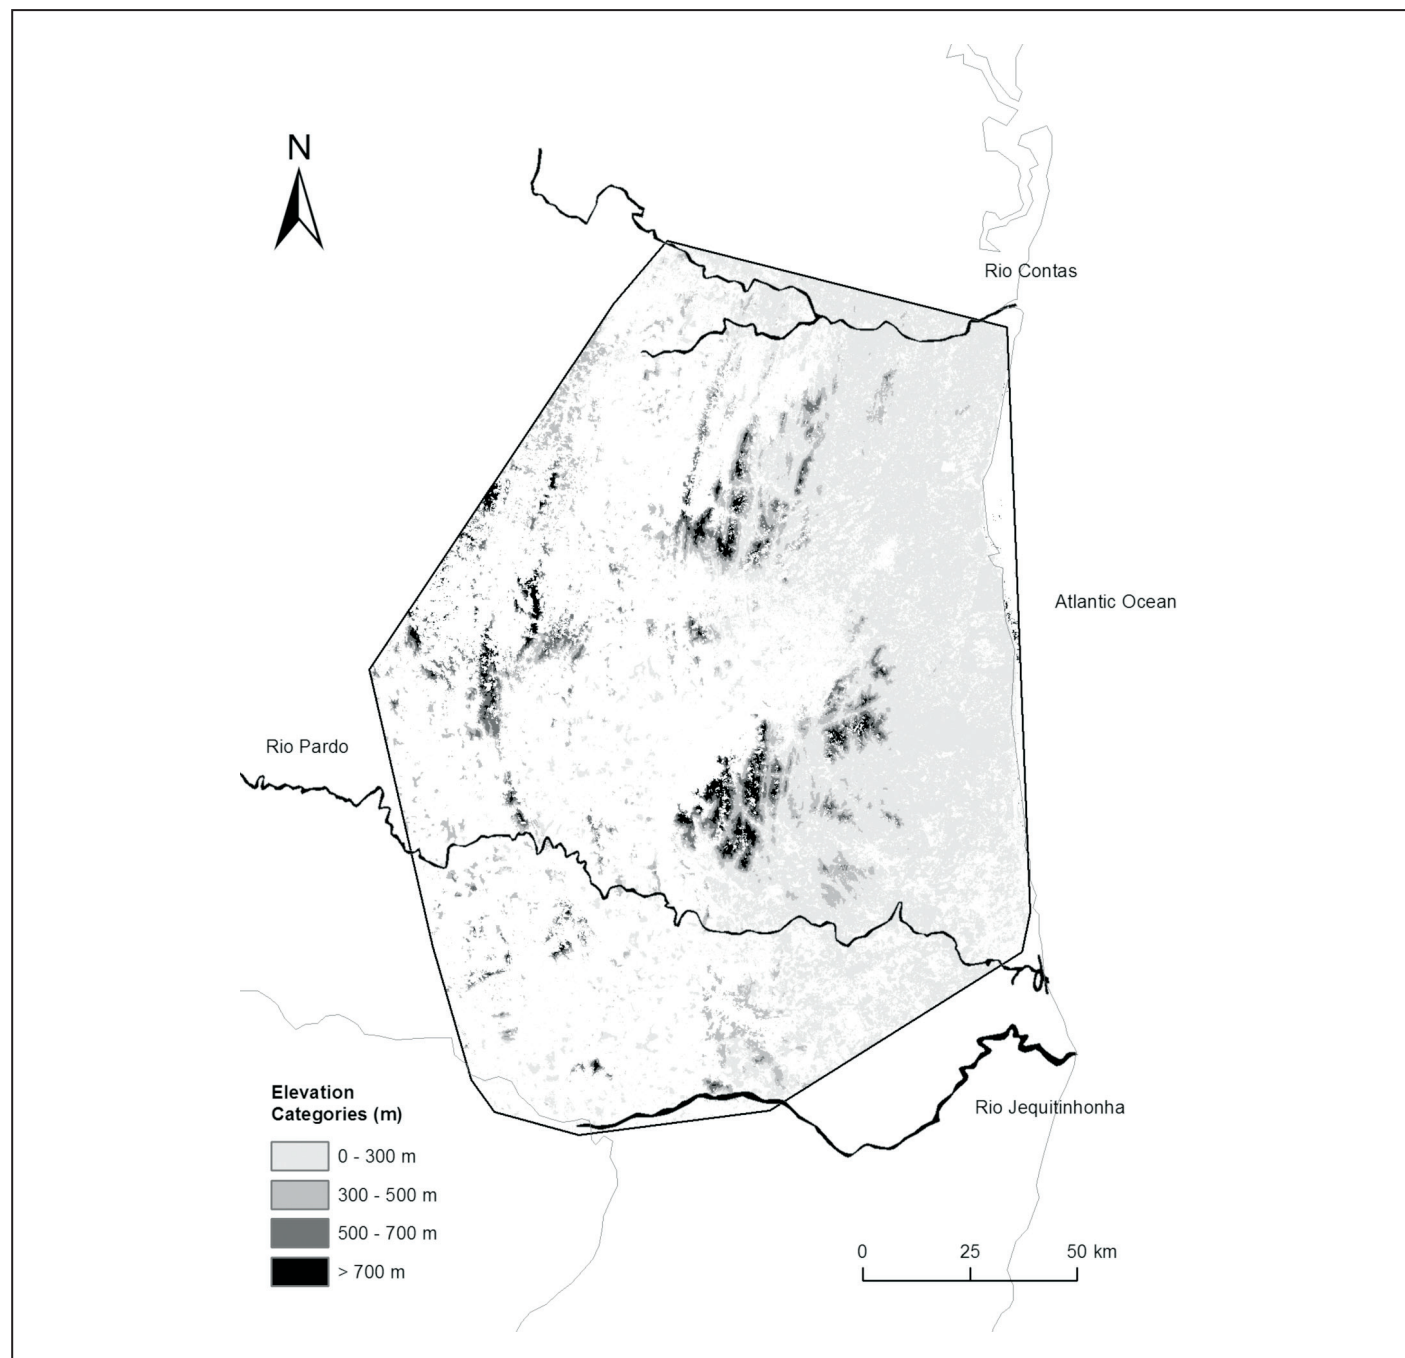 N
Rio Contas
Atlantic Ocean
Rio Pardo
Rio Jequitinhonha
Elevation
Categories (m)
0 - 300 m
300 - 500 m
500 - 700 m
> 700 m
0 25 50 km